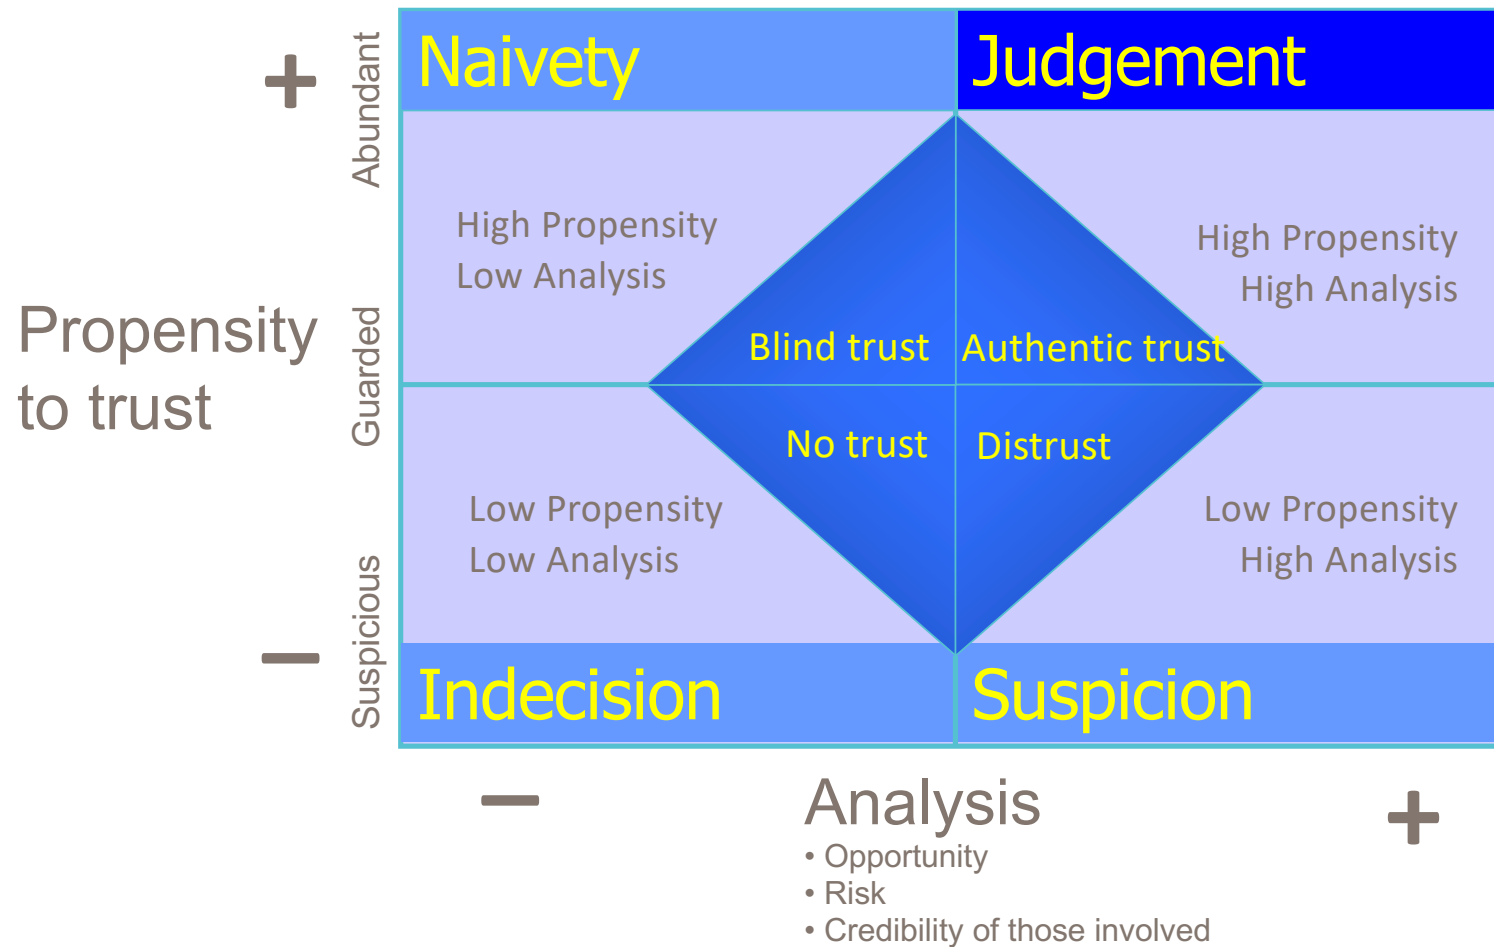 Naivety
Judgement
+
Abundant
High Propensity
Low Analysis
High Propensity
High Analysis
Propensity
to trust
Guarded
Blind trust
Authentic trust
No trust
Distrust
Low Propensity
Low Analysis
Low Propensity
High Analysis
–
Suspicious
Indecision
Suspicion
–
Analysis
+
• Opportunity
• Risk
• Credibility of those involved